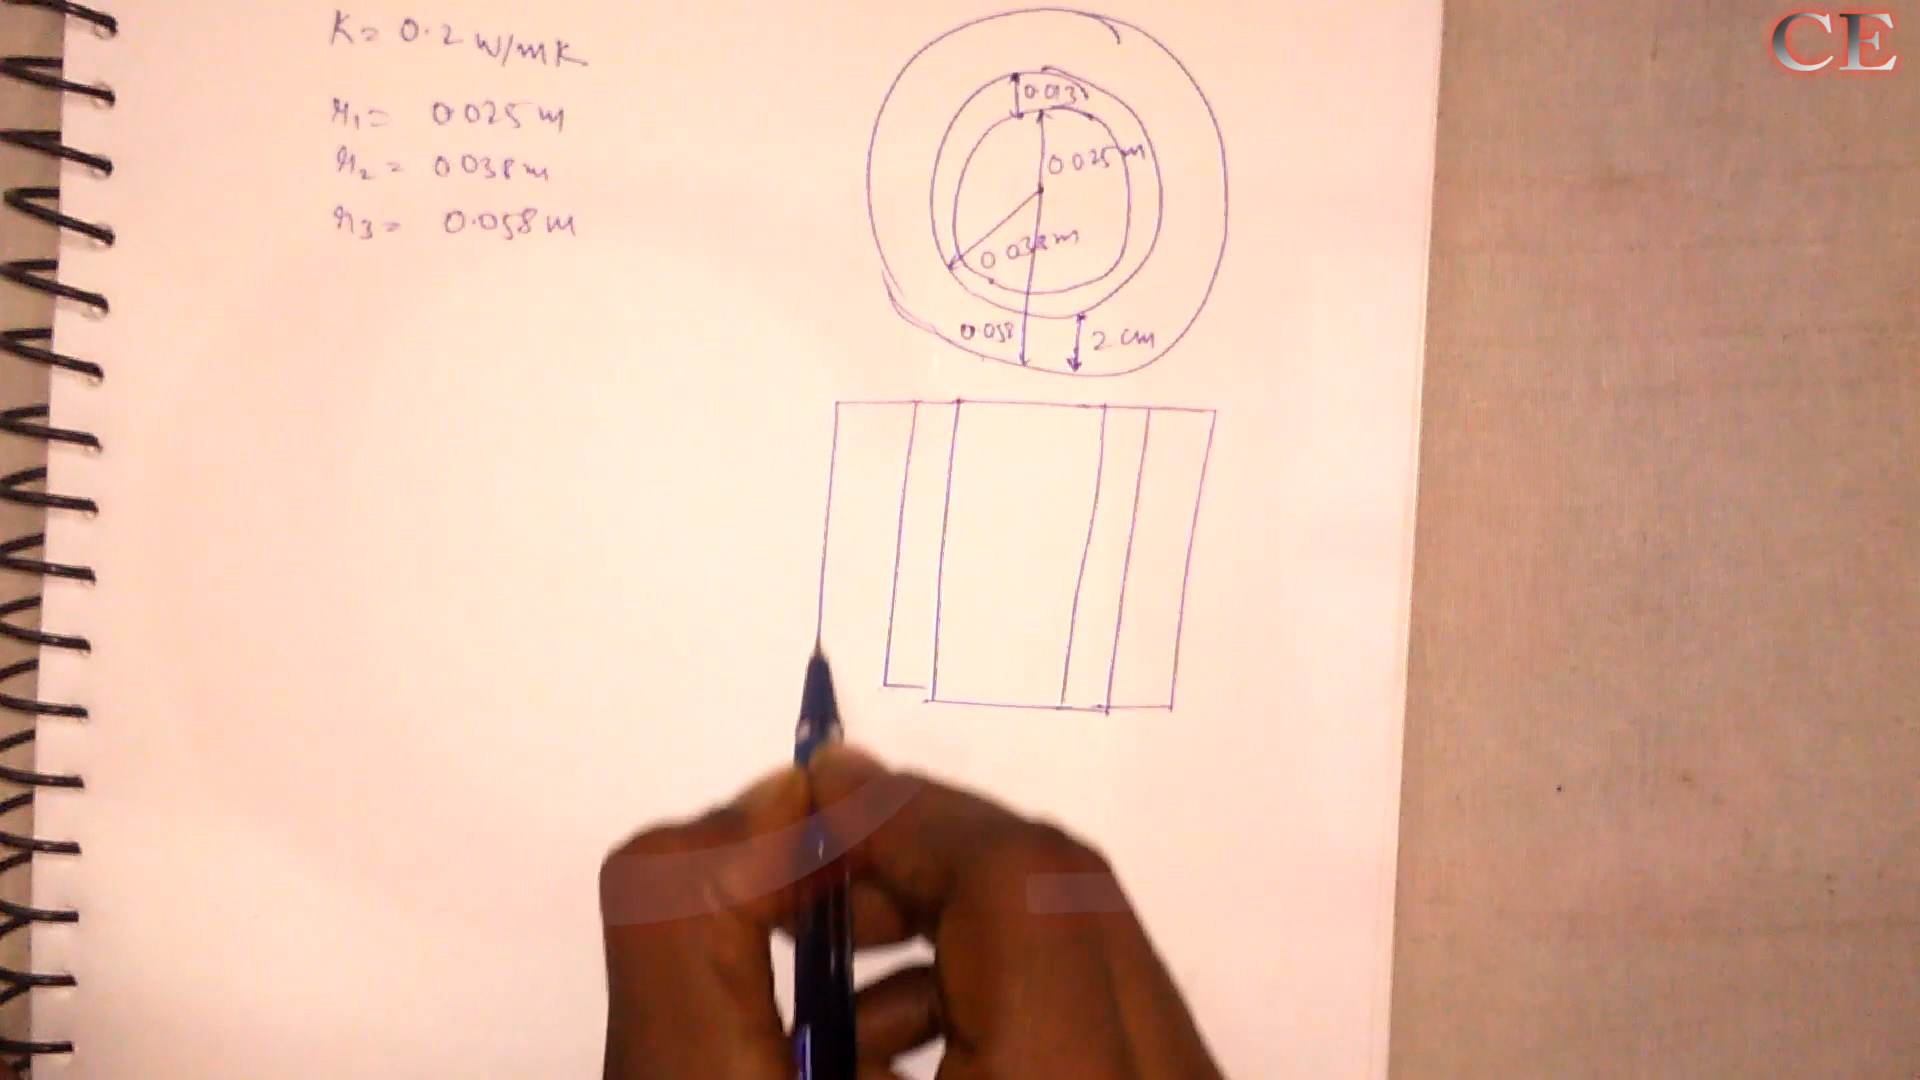 K = 0.2 W/mK
r₁ = 0.025 m
r₂ = 0.038 m
r₃ = 0.058 m
CE
0.013
0.025 m
0.038 m
0.058
2 cm